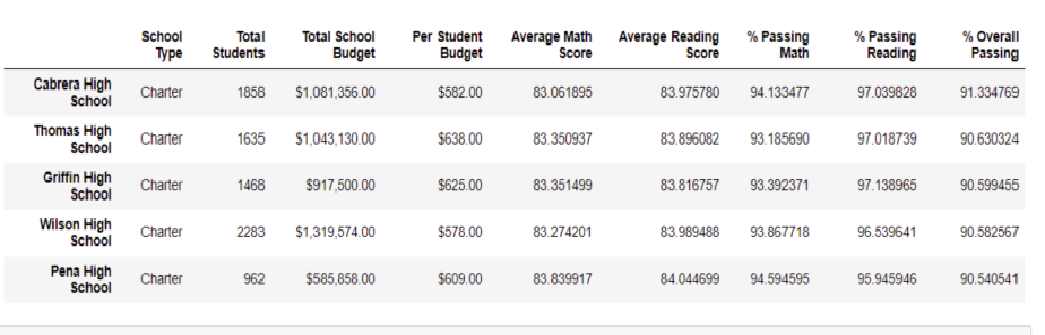 School Type Total Students Total School Budget Per Student Budget Average Math Score Average Reading Score % Passing Math % Passing Reading % Overall Passing
Cabrera High School Charter 1858 $1,081,356.00 $582.00 83.061895 83.975780 94.133477 97.039828 91.334769
Thomas High School Charter 1635 $1,043,130.00 $638.00 83.350937 83.896082 93.185690 97.018739 90.630324
Griffin High School Charter 1468 $917,500.00 $625.00 83.351499 83.816757 93.392371 97.138965 90.599455
Wilson High School Charter 2283 $1,319,574.00 $578.00 83.274201 83.989488 93.867718 96.539641 90.582567
Pena High School Charter 962 $585,858.00 $609.00 83.839917 84.044699 94.594595 95.945946 90.540541